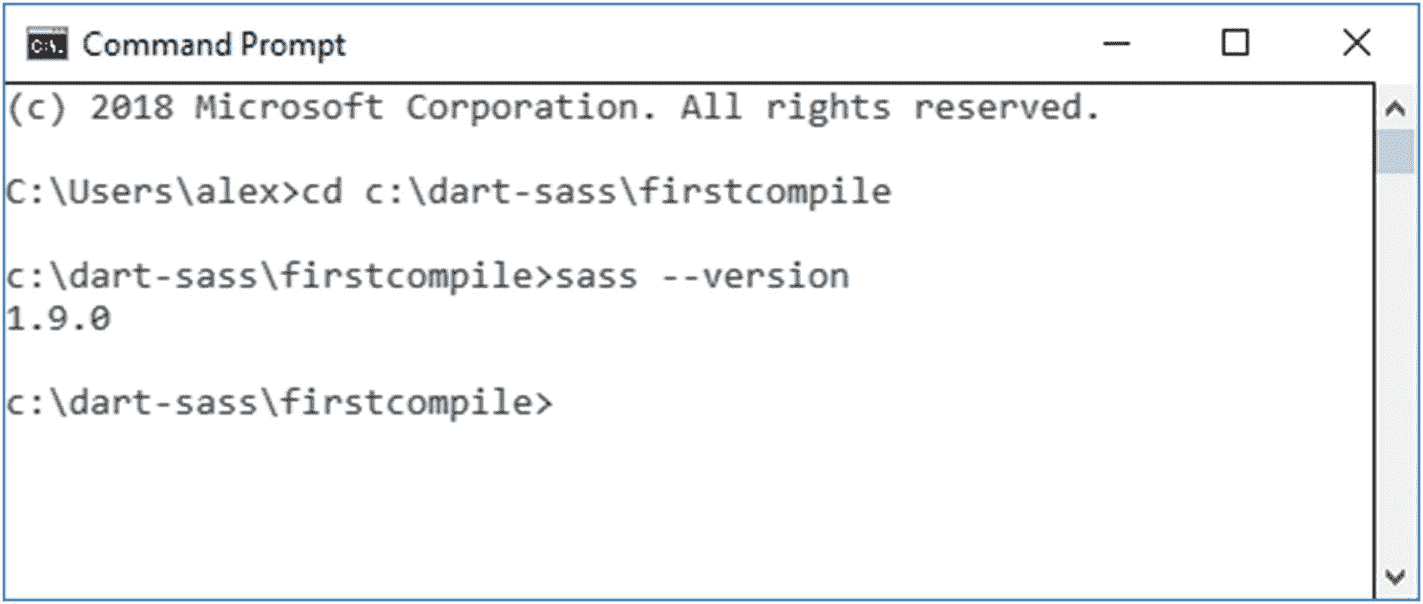 C:\. Command Prompt
(c) 2018 Microsoft Corporation. All rights reserved.
C:\Users\alex>cd c:\dart-sass\firstcompile
c:\dart-sass\firstcompile>sass --version
1.9.0
c:\dart-sass\firstcompile>